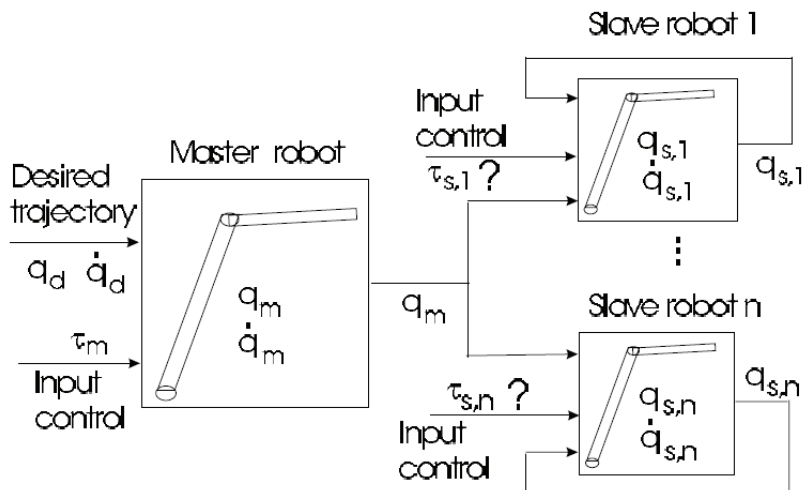 Slave robot 1
Input
control
τs,1 ?
qs,1
q̇s,1
qs,1
Master robot
Desired
trajectory
qd q̇d
qm
q̇m
τm
Input
control
qm
⋮
Slave robot n
τs,n ?
Input
control
qs,n
q̇s,n
qs,n